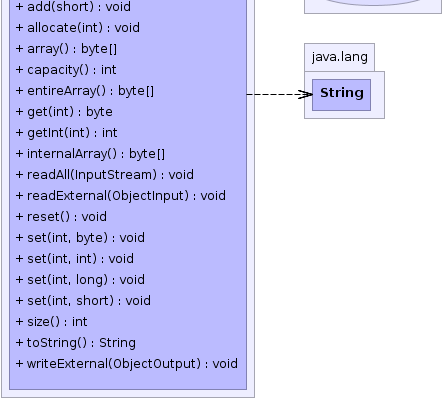 + add(short) : void
+ allocate(int) : void
+ array() : byte[]
+ capacity() : int
+ entireArray() : byte[]
+ get(int) : byte
+ getInt(int) : int
+ internalArray() : byte[]
+ readAll(InputStream) : void
+ readExternal(ObjectInput) : void
+ reset() : void
+ set(int, byte) : void
+ set(int, int) : void
+ set(int, long) : void
+ set(int, short) : void
+ size() : int
+ toString() : String
+ writeExternal(ObjectOutput) : void
java.lang
String